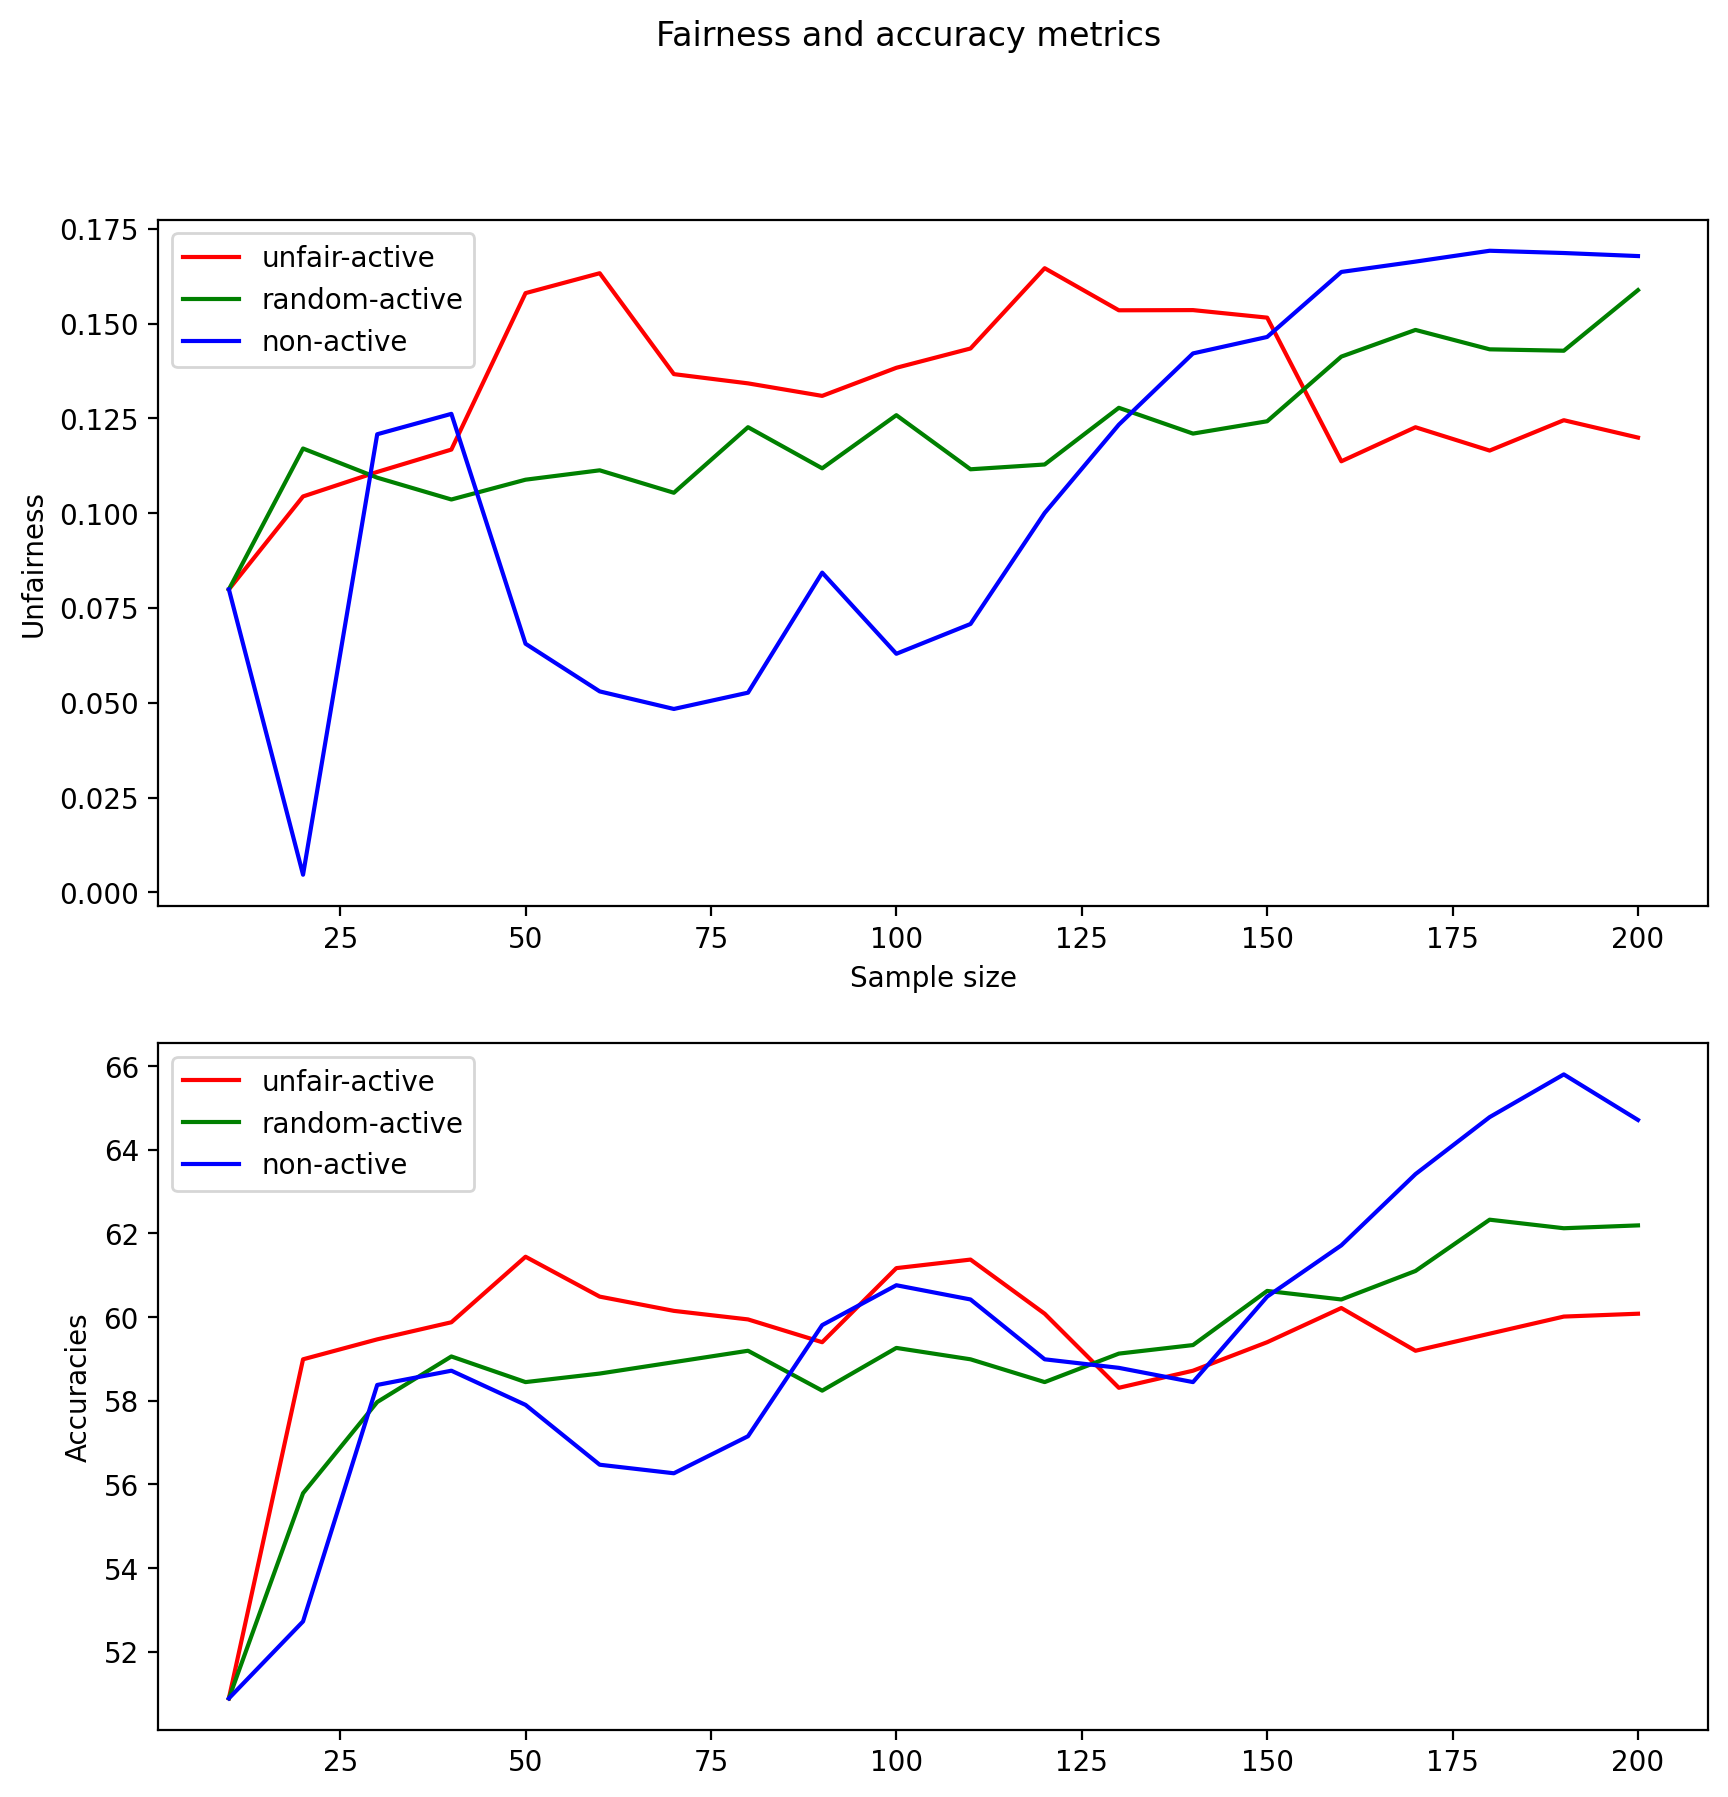 Fairness and accuracy metrics
0.175
0.150
0.125
0.100
0.075
0.050
0.025
0.000
Unfairness
unfair-active
random-active
non-active
25 50 75 100 125 150 175 200
Sample size
66
64
62
60
58
56
54
52
Accuracies
unfair-active
random-active
non-active
25 50 75 100 125 150 175 200